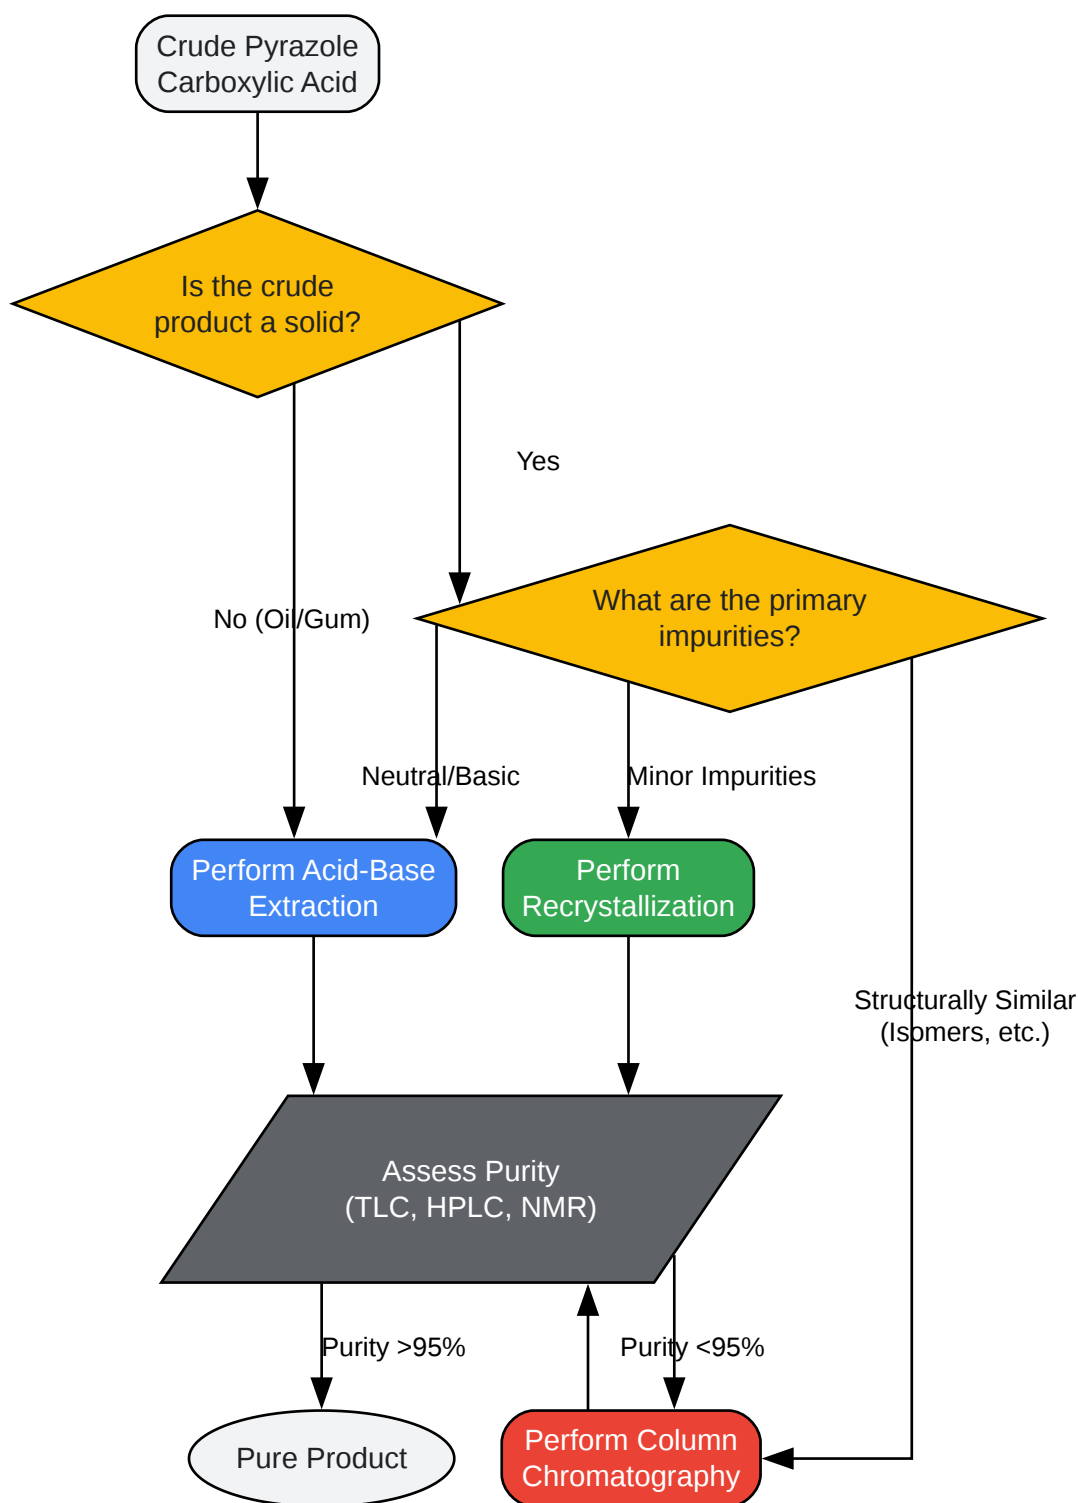 Crude Pyrazole
Carboxylic Acid
Is the crude
product a solid?
Yes
What are the primary
impurities?
No (Oil/Gum)
Neutral/Basic
Minor Impurities
Perform Acid-Base
Extraction
Perform
Recrystallization
Structurally Similar
(Isomers, etc.)
Assess Purity
(TLC, HPLC, NMR)
Purity >95%
Purity <95%
Pure Product
Perform Column
Chromatography